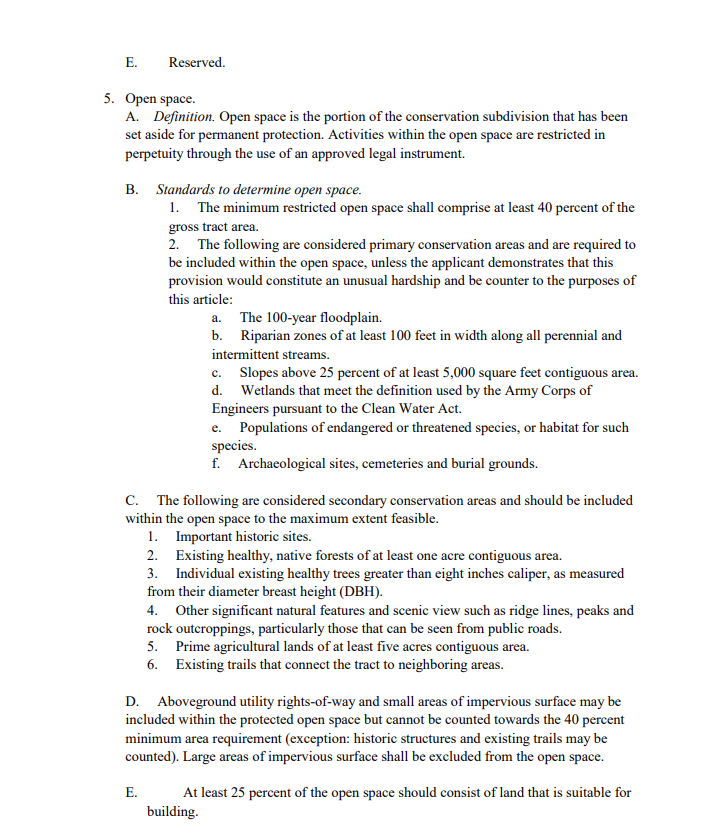 E. Reserved.
5. Open space.
A. Definition. Open space is the portion of the conservation subdivision that has been
set aside for permanent protection. Activities within the open space are restricted in
perpetuity through the use of an approved legal instrument.
B. Standards to determine open space.
1. The minimum restricted open space shall comprise at least 40 percent of the
gross tract area.
2. The following are considered primary conservation areas and are required to
be included within the open space, unless the applicant demonstrates that this
provision would constitute an unusual hardship and be counter to the purposes of
this article:
a. The 100-year floodplain.
b. Riparian zones of at least 100 feet in width along all perennial and
intermittent streams.
c. Slopes above 25 percent of at least 5,000 square feet contiguous area.
d. Wetlands that meet the definition used by the Army Corps of
Engineers pursuant to the Clean Water Act.
e. Populations of endangered or threatened species, or habitat for such
species.
f. Archaeological sites, cemeteries and burial grounds.
C. The following are considered secondary conservation areas and should be included
within the open space to the maximum extent feasible.
1. Important historic sites.
2. Existing healthy, native forests of at least one acre contiguous area.
3. Individual existing healthy trees greater than eight inches caliper, as measured
from their diameter breast height (DBH).
4. Other significant natural features and scenic view such as ridge lines, peaks and
rock outcroppings, particularly those that can be seen from public roads.
5. Prime agricultural lands of at least five acres contiguous area.
6. Existing trails that connect the tract to neighboring areas.
D. Aboveground utility rights-of-way and small areas of impervious surface may be
included within the protected open space but cannot be counted towards the 40 percent
minimum area requirement (exception: historic structures and existing trails may be
counted). Large areas of impervious surface shall be excluded from the open space.
E. At least 25 percent of the open space should consist of land that is suitable for
building.